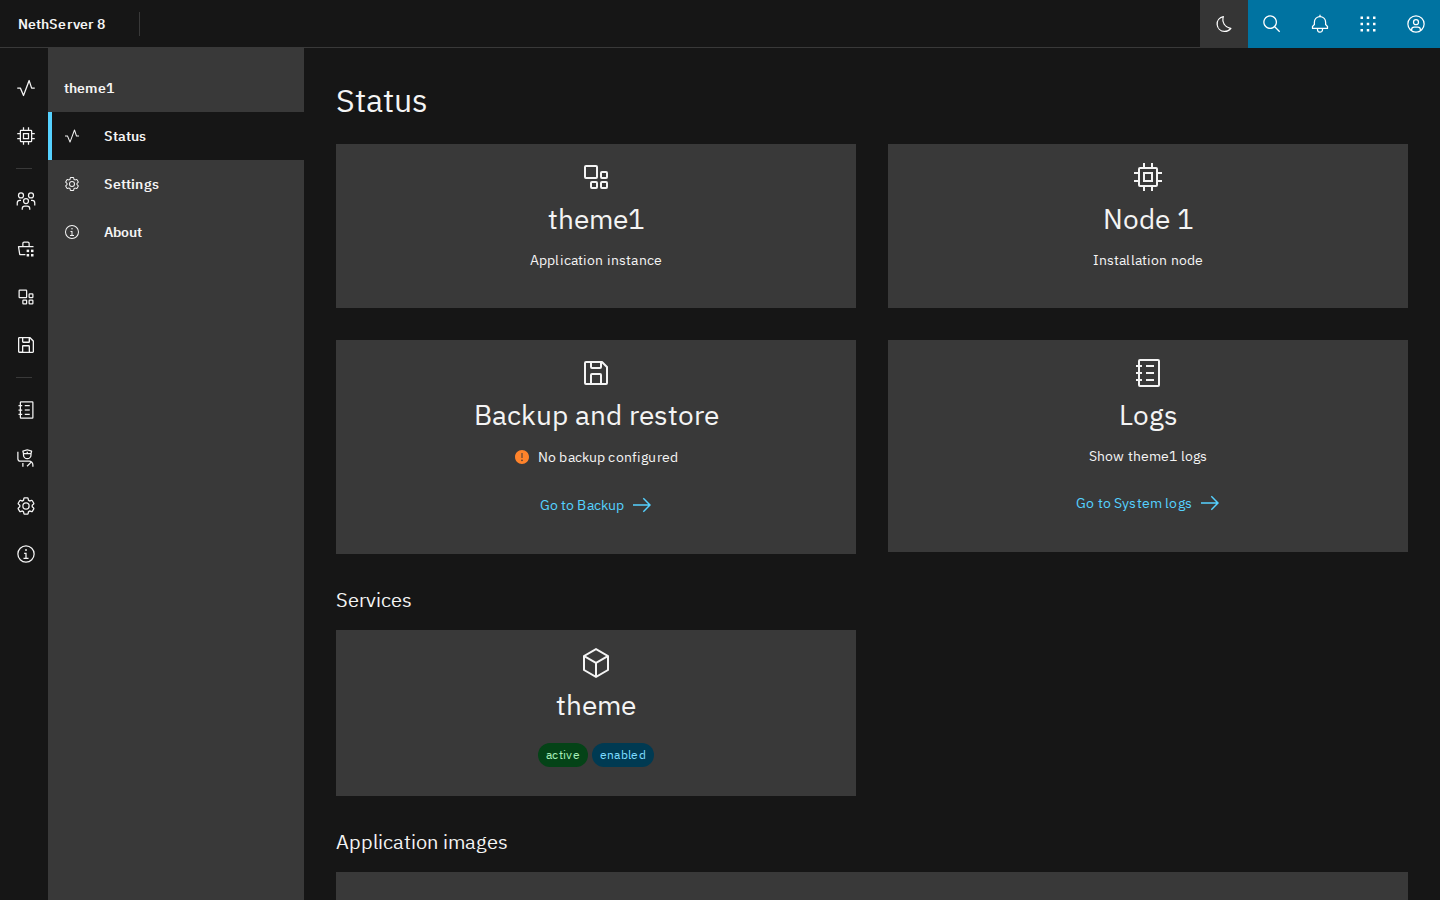 NethServer 8
theme1
Status
Settings
About
Status
theme1
Application instance
Node 1
Installation node
Backup and restore
No backup configured
Go to Backup
Logs
Show theme1 logs
Go to System logs
Services
theme
active
enabled
Application images